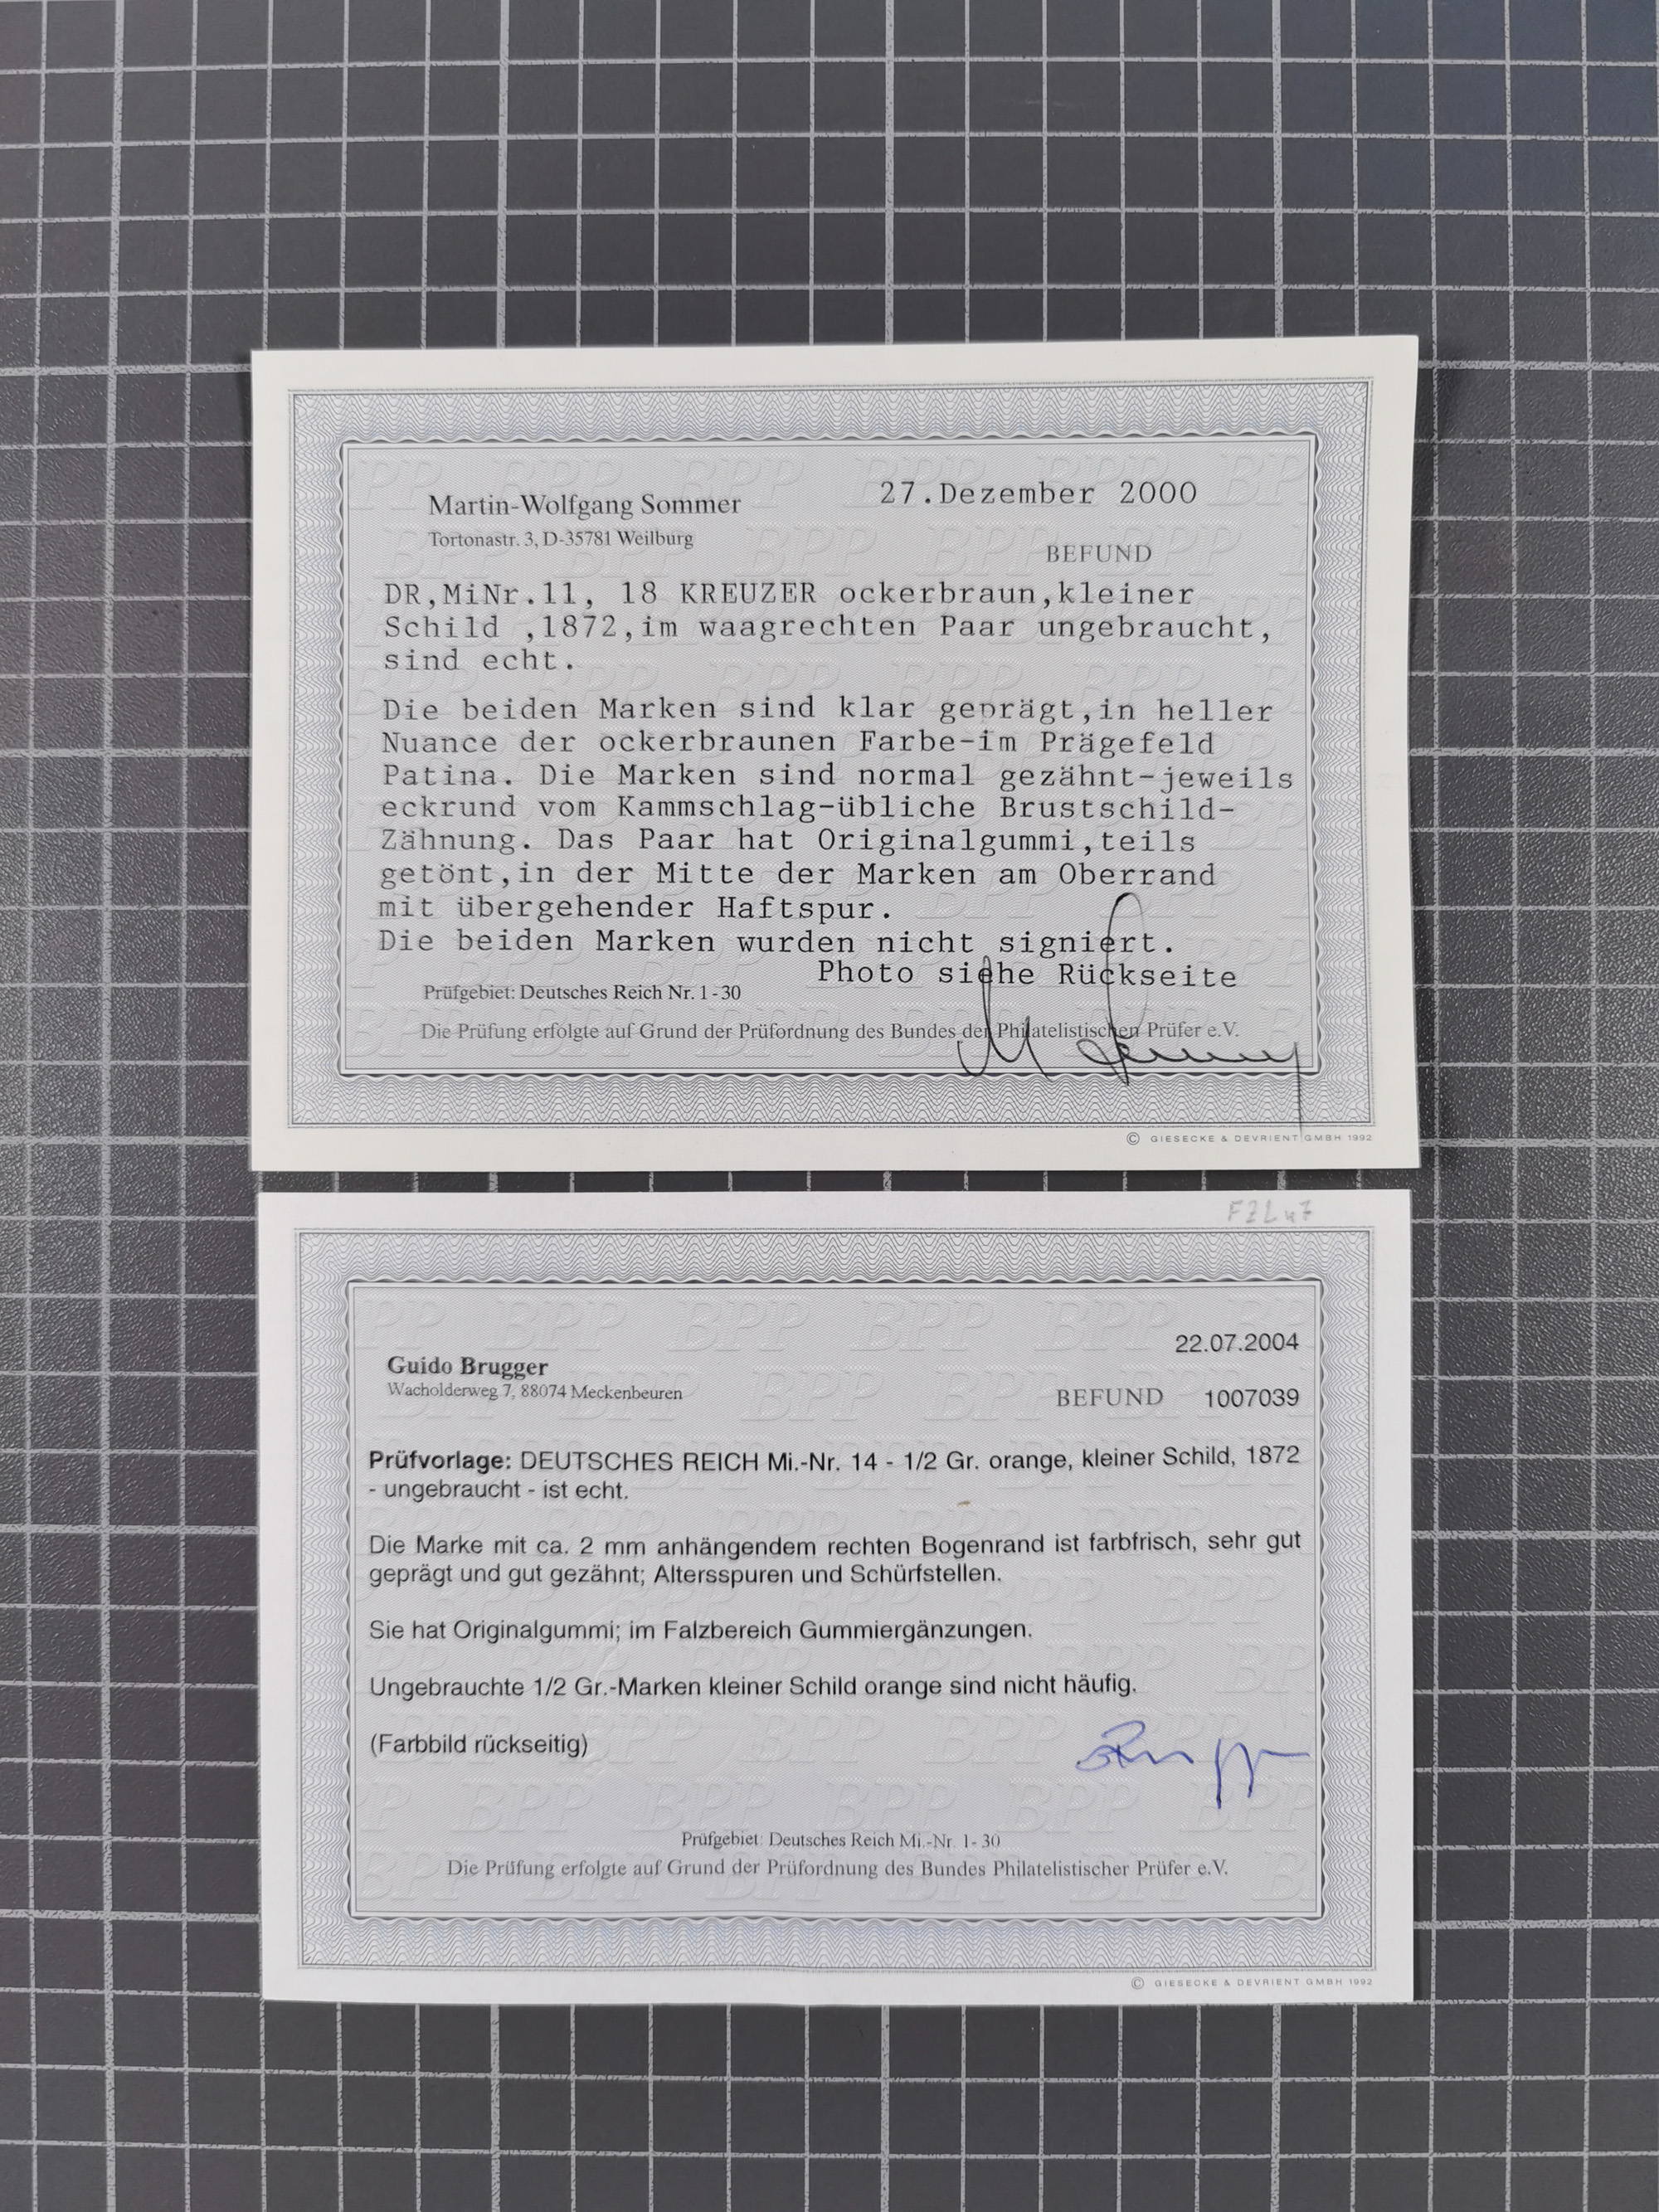 Martin-Wolfgang Sommer
27.Dezember 2000
Tortonastr. 3, D-35781 Weilburg
BEFUND
DR,MiNr.11, 18 KREUZER ockerbraun,kleiner
Schild ,1872,im waagrechten Paar ungebraucht,
sind echt.
Die beiden Marken sind klar geprägt,in heller
Nuance der ockerbraunen Farbe-im Prägefeld
Patina. Die Marken sind normal gezähnt-jeweils
eckrund vom Kammschlag-übliche Brustschild-
Zähnung. Das Paar hat Originalgummi,teils
getönt,in der Mitte der Marken am Oberrand
mit übergehender Haftspur.
Die beiden Marken wurden nicht signiert.
Photo siehe Rückseite
Prüfgebiet: Deutsches Reich Nr. 1-30
Die Prüfung erfolgte auf Grund der Prüfordnung des Bundes der Philatelistischen Prüfer e.V.
© GIESECKE & DEVRIENT GMBH 1992
22.07.2004
Guido Brugger
Wacholderweg 7, 88074 Meckenbeuren
BEFUND 1007039
Prüfvorlage: DEUTSCHES REICH Mi.-Nr. 14 - 1/2 Gr. orange, kleiner Schild, 1872
- ungebraucht - ist echt.
Die Marke mit ca. 2 mm anhängendem rechten Bogenrand ist farbfrisch, sehr gut
geprägt und gut gezähnt; Altersspuren und Schürfstellen.
Sie hat Originalgummi; im Falzbereich Gummiergänzungen.
Ungebrauchte 1/2 Gr.-Marken kleiner Schild orange sind nicht häufig.
(Farbbild rückseitig)
Prüfgebiet: Deutsches Reich Mi.-Nr. 1- 30
Die Prüfung erfolgte auf Grund der Prüfordnung des Bundes Philatelistischer Prüfer e.V.
© GIESECKE & DEVRIENT GMBH 1992